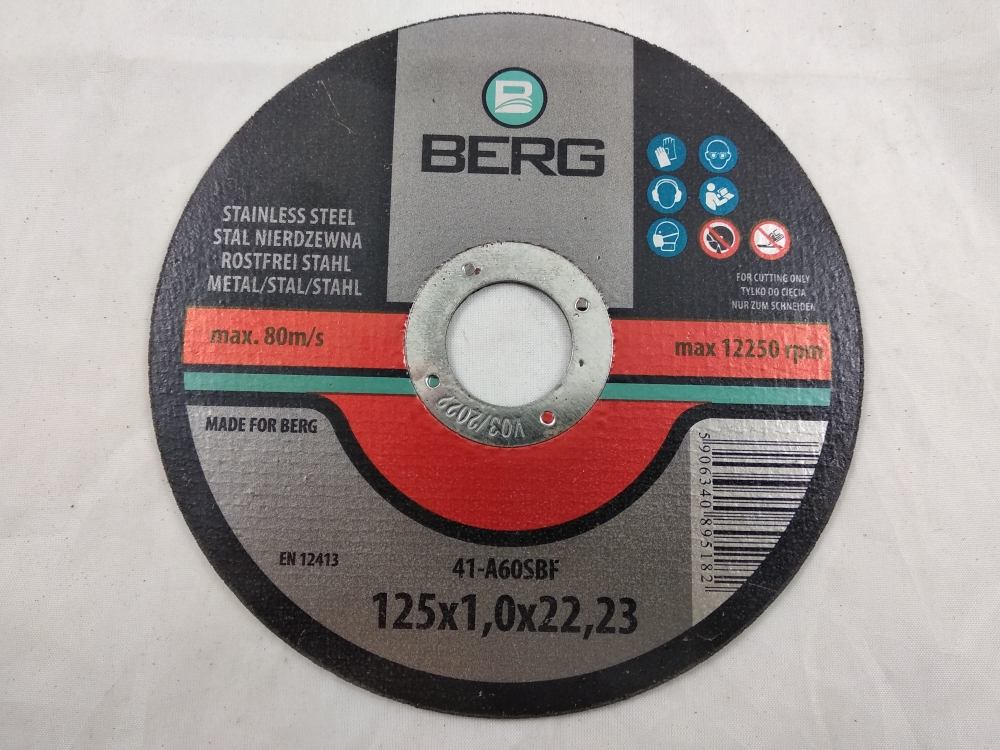 B
BERG
STAINLESS STEEL
STAL NIERDZEWNA
ROSTFREI STAHL
METAL/STAL/STAHL
FOR CUTTING ONLY
TYLKO DO CIĘCIA
NUR ZUM SCHNEIDEN
max. 80m/s
max 12250 rpm
V03/2022
MADE FOR BERG
5906340895182
EN 12413
41-A60SBF
125x1,0x22,23